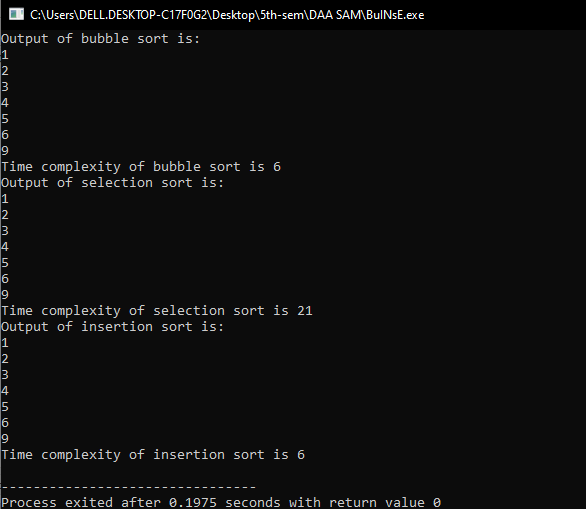 C:\Users\DELL.DESKTOP-C17F0G2\Desktop\5th-sem\DAA SAM\BuINsE.exe
Output of bubble sort is:
1
2
3
4
5
6
9
Time complexity of bubble sort is 6
Output of selection sort is:
1
2
3
4
5
6
9
Time complexity of selection sort is 21
Output of insertion sort is:
1
2
3
4
5
6
9
Time complexity of insertion sort is 6
--------------------------------
Process exited after 0.1975 seconds with return value 0